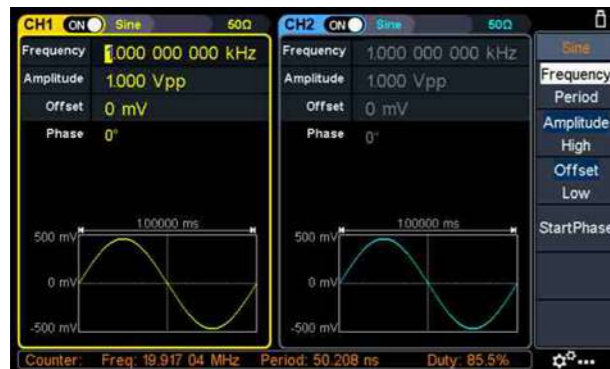 CH1 ON Sine 50Ω
Frequency 1.000 000 000 kHz
Amplitude 1.000 Vpp
Offset 0 mV
Phase 0°
1.00000 ms
500 mV
0 mV
-500 mV
CH2 ON Sine 50Ω
Frequency 1.000 000 000 kHz
Amplitude 1.000 Vpp
Offset 0 mV
Phase 0°
1.00000 ms
500 mV
0 mV
-500 mV
Sine
Frequency
Period
Amplitude
High
Offset
Low
StartPhase
Counter: Freq: 19.917 04 MHz Period: 50.208 ns Duty: 85.5%